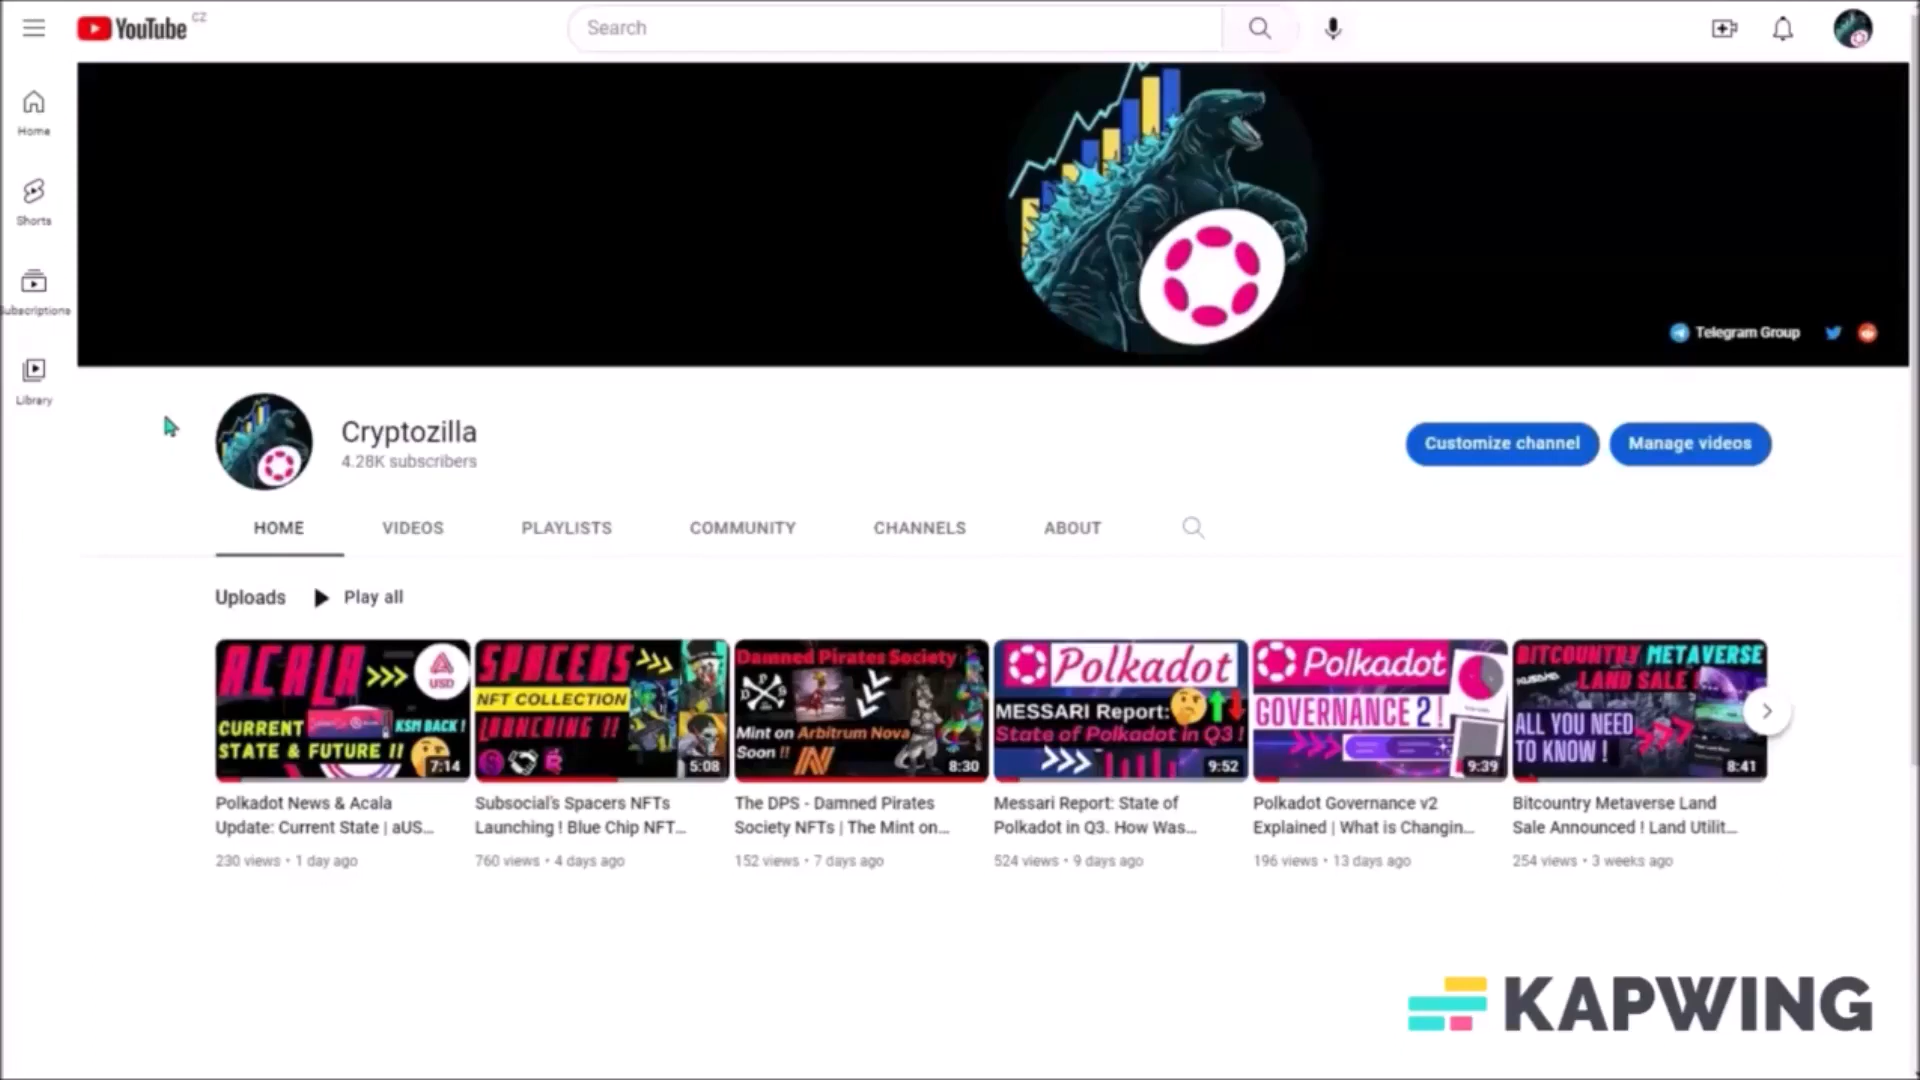 YouTube CZ
Search
Home
Shorts
Subscriptions
Library
Telegram Group
Cryptozilla
4.28K subscribers
Customize channel
Manage videos
HOME
VIDEOS
PLAYLISTS
COMMUNITY
CHANNELS
ABOUT
Uploads
Play all
ACALA
USD
CURRENT
KSM BACK !
STATE & FUTURE !!
7:14
SPACERS
NFT COLLECTION
LAUNCHING !!
5:08
Damned Pirates Society
DPS
Mint on Arbitrum Nova
Soon !!
8:30
Polkadot
MESSARI Report:
State of Polkadot in Q3 !
9:52
Polkadot
GOVERNANCE 2 !
9:39
BITCOUNTRY METAVERSE
LAND SALE !
KUSAMA
ALL YOU NEED
TO KNOW !
8:41
Polkadot News & Acala
Update: Current State | aUS...
230 views • 1 day ago
Subsocial's Spacers NFTs
Launching ! Blue Chip NFT...
760 views • 4 days ago
The DPS - Damned Pirates
Society NFTs | The Mint on...
152 views • 7 days ago
Messari Report: State of
Polkadot in Q3. How Was...
524 views • 9 days ago
Polkadot Governance v2
Explained | What is Changin...
196 views • 13 days ago
Bitcountry Metaverse Land
Sale Announced ! Land Utilit...
254 views • 3 weeks ago
KAPWING